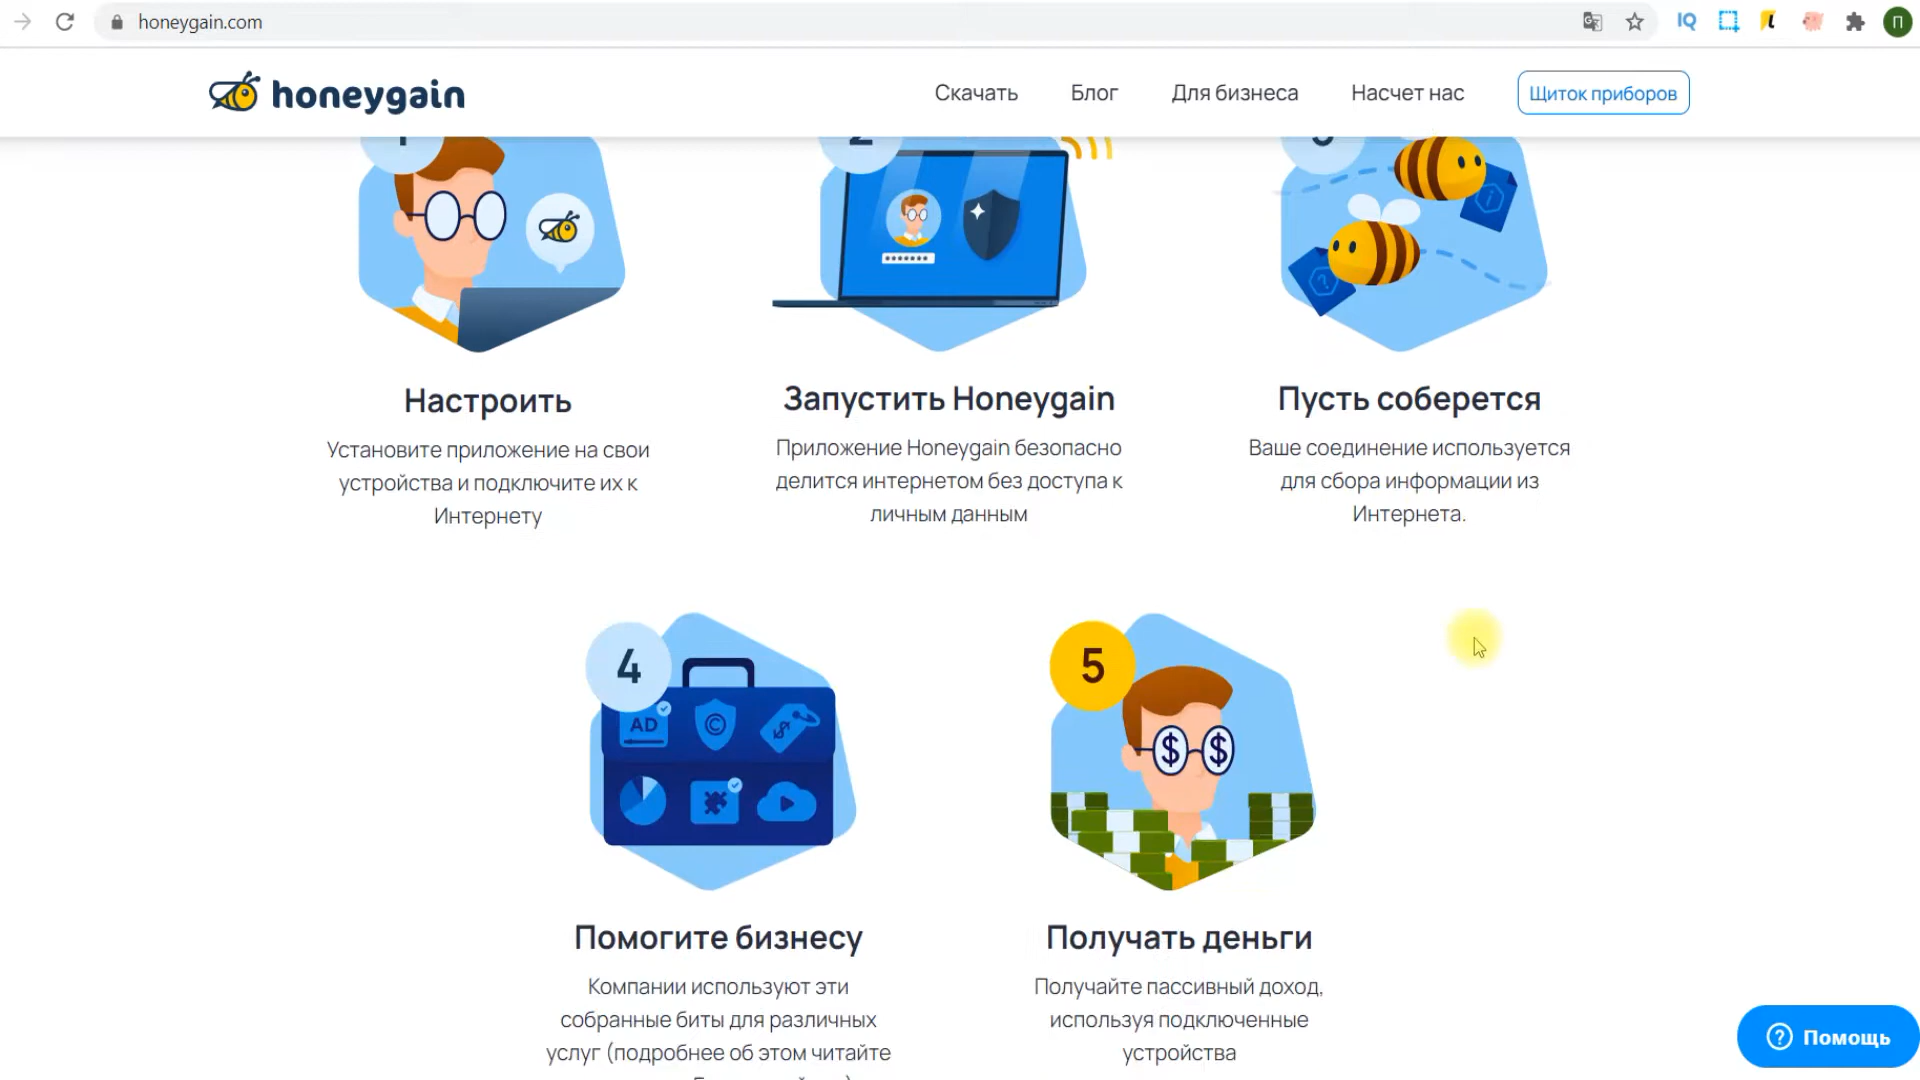 honeygain.com
IQ
П
honeygain
Скачать
Блог
Для бизнеса
Насчет нас
Щиток приборов
Настроить
Установите приложение на свои
устройства и подключите их к
Интернету
Запустить Honeygain
Приложение Honeygain безопасно
делится интернетом без доступа к
личным данным
Пусть соберется
Ваше соединение используется
для сбора информации из
Интернета.
4
AD
5
Помогите бизнесу
Компании используют эти
собранные биты для различных
услуг (подробнее об этом читайте
Получать деньги
Получайте пассивный доход,
используя подключенные
устройства
Помощь